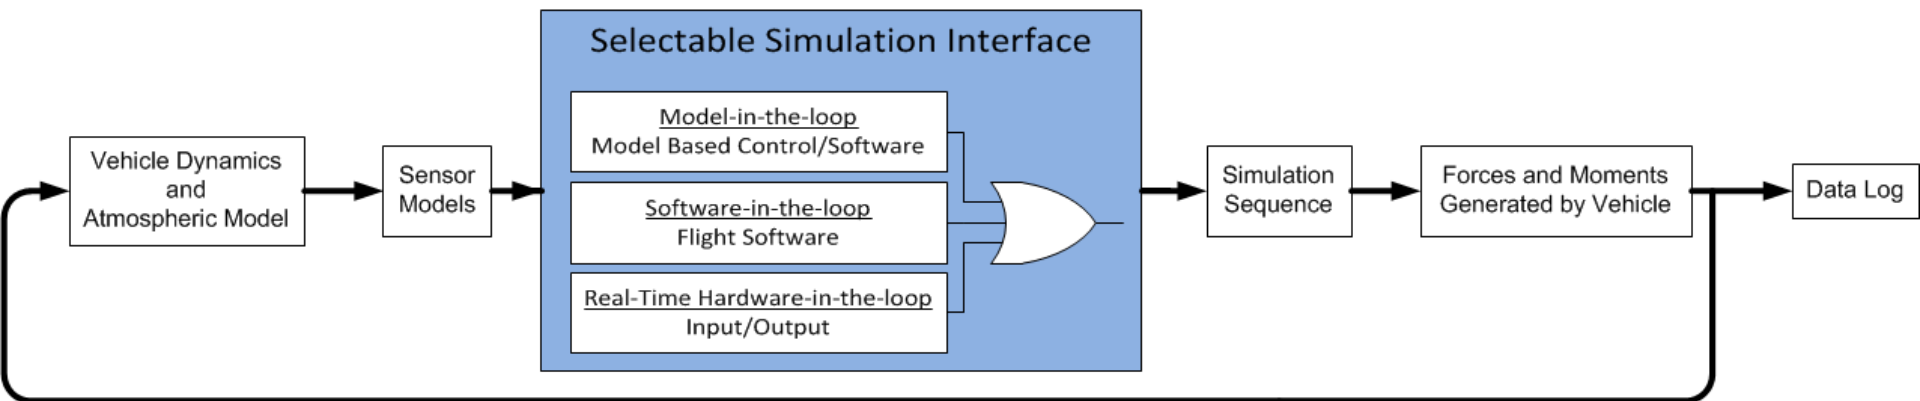 Selectable Simulation Interface
Vehicle Dynamics
and
Atmospheric Model
Sensor
Models
Model-in-the-loop
Model Based Control/Software
Software-in-the-loop
Flight Software
Real-Time Hardware-in-the-loop
Input/Output
Simulation
Sequence
Forces and Moments
Generated by Vehicle
Data Log